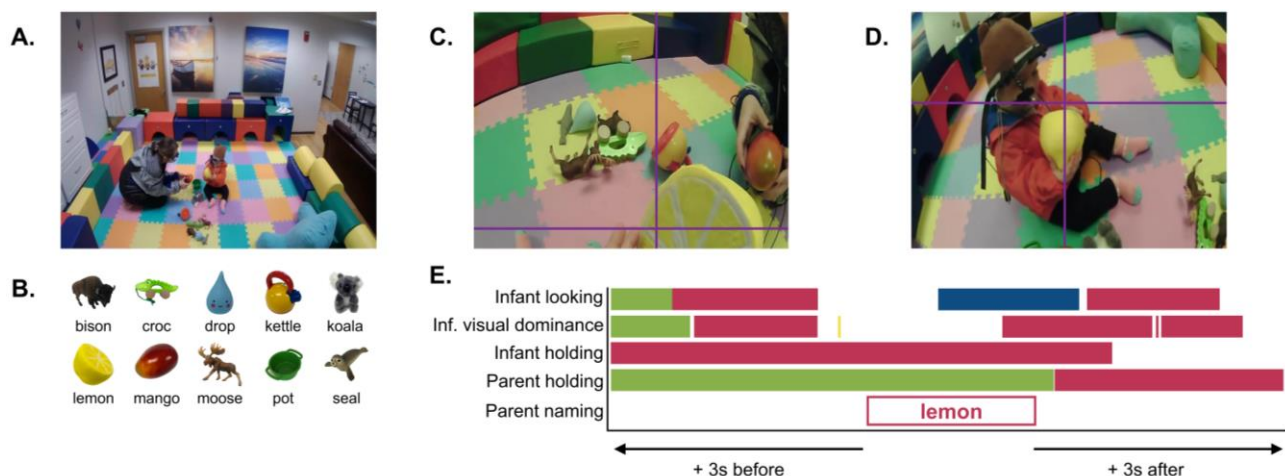 A.
B.
bison croc drop kettle koala
lemon mango moose pot seal
C.
D.
E.
Infant looking
Inf. visual dominance
Infant holding
Parent holding
Parent naming
lemon
+ 3s before
+ 3s after